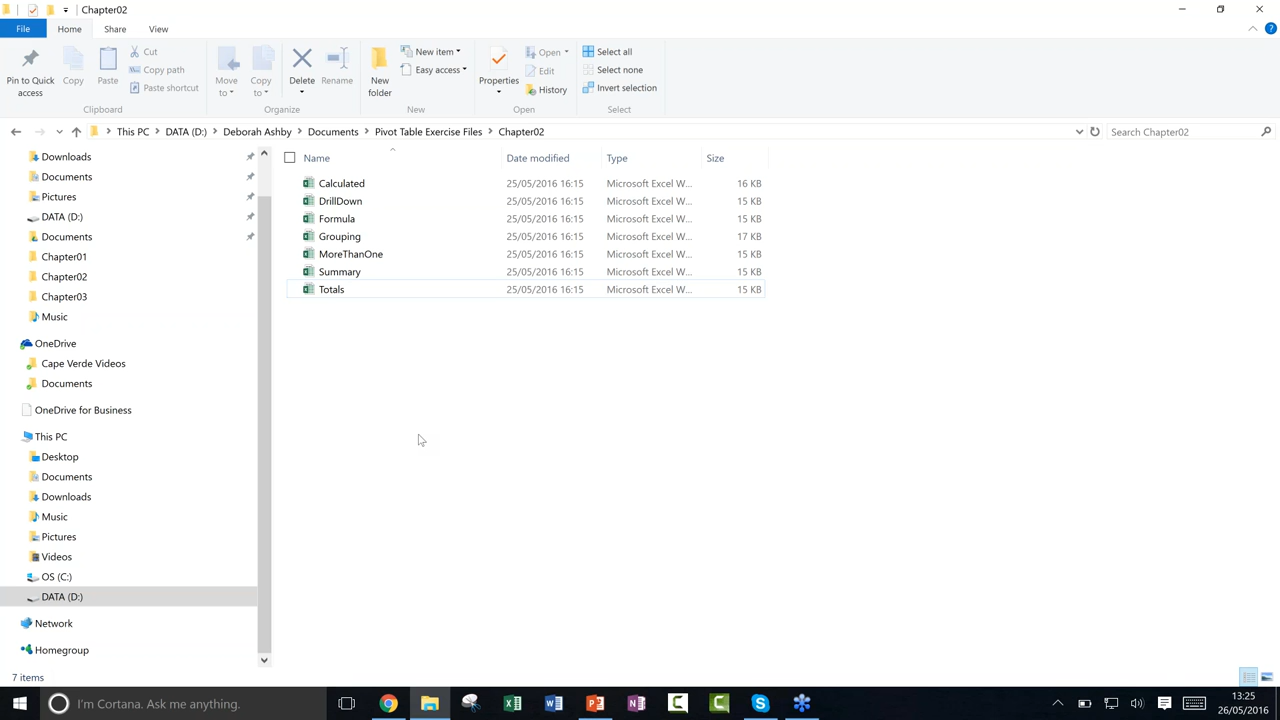 Chapter02
File Home Share View
Pin to Quick access
Copy
Paste
Cut
Copy path
Paste shortcut
Clipboard
Move to
Copy to
Delete
Rename
Organize
New folder
New item
Easy access
New
Properties
Open
Edit
History
Open
Select all
Select none
Invert selection
Select
This PC > DATA (D:) > Deborah Ashby > Documents > Pivot Table Exercise Files > Chapter02
Search Chapter02
Downloads
Documents
Pictures
DATA (D:)
Documents
Chapter01
Chapter02
Chapter03
Music
OneDrive
Cape Verde Videos
Documents
OneDrive for Business
This PC
Desktop
Documents
Downloads
Music
Pictures
Videos
OS (C:)
DATA (D:)
Network
Homegroup
Name Date modified Type Size
Calculated 25/05/2016 16:15 Microsoft Excel W... 16 KB
DrillDown 25/05/2016 16:15 Microsoft Excel W... 15 KB
Formula 25/05/2016 16:15 Microsoft Excel W... 15 KB
Grouping 25/05/2016 16:15 Microsoft Excel W... 17 KB
MoreThanOne 25/05/2016 16:15 Microsoft Excel W... 15 KB
Summary 25/05/2016 16:15 Microsoft Excel W... 15 KB
Totals 25/05/2016 16:15 Microsoft Excel W... 15 KB
7 items
I'm Cortana. Ask me anything.
13:25
26/05/2016